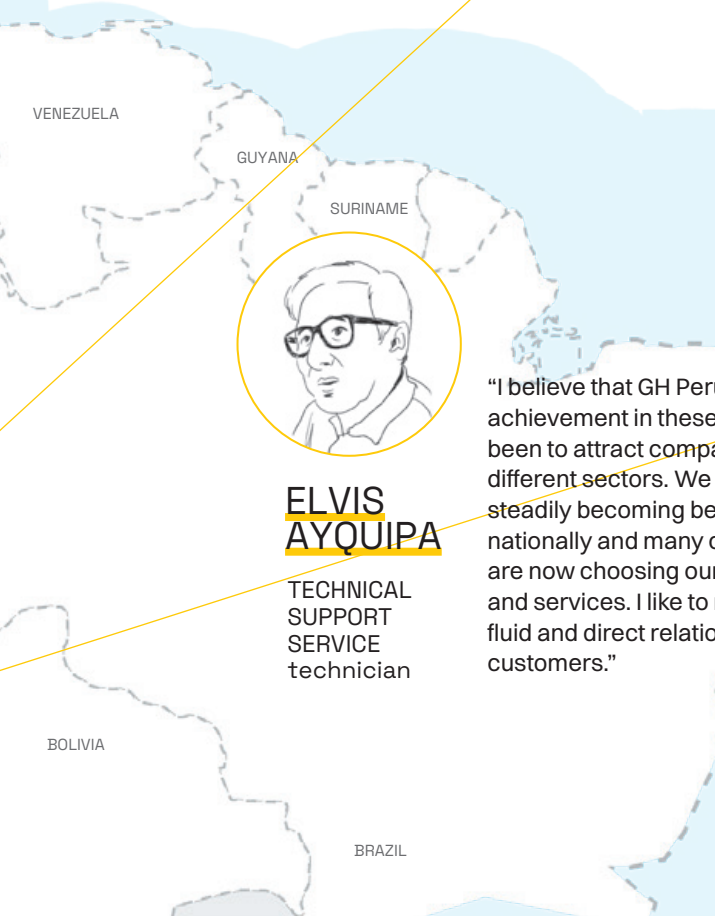 VENEZUELA
GUYANA
SURINAME
ELVIS
AYQUIPA
TECHNICAL
SUPPORT
SERVICE
technician
“I believe that GH Peru
achievement in these
been to attract compa
different sectors. We
steadily becoming be
nationally and many c
are now choosing our
and services. I like to
fluid and direct relatio
customers.”
BOLIVIA
BRAZIL